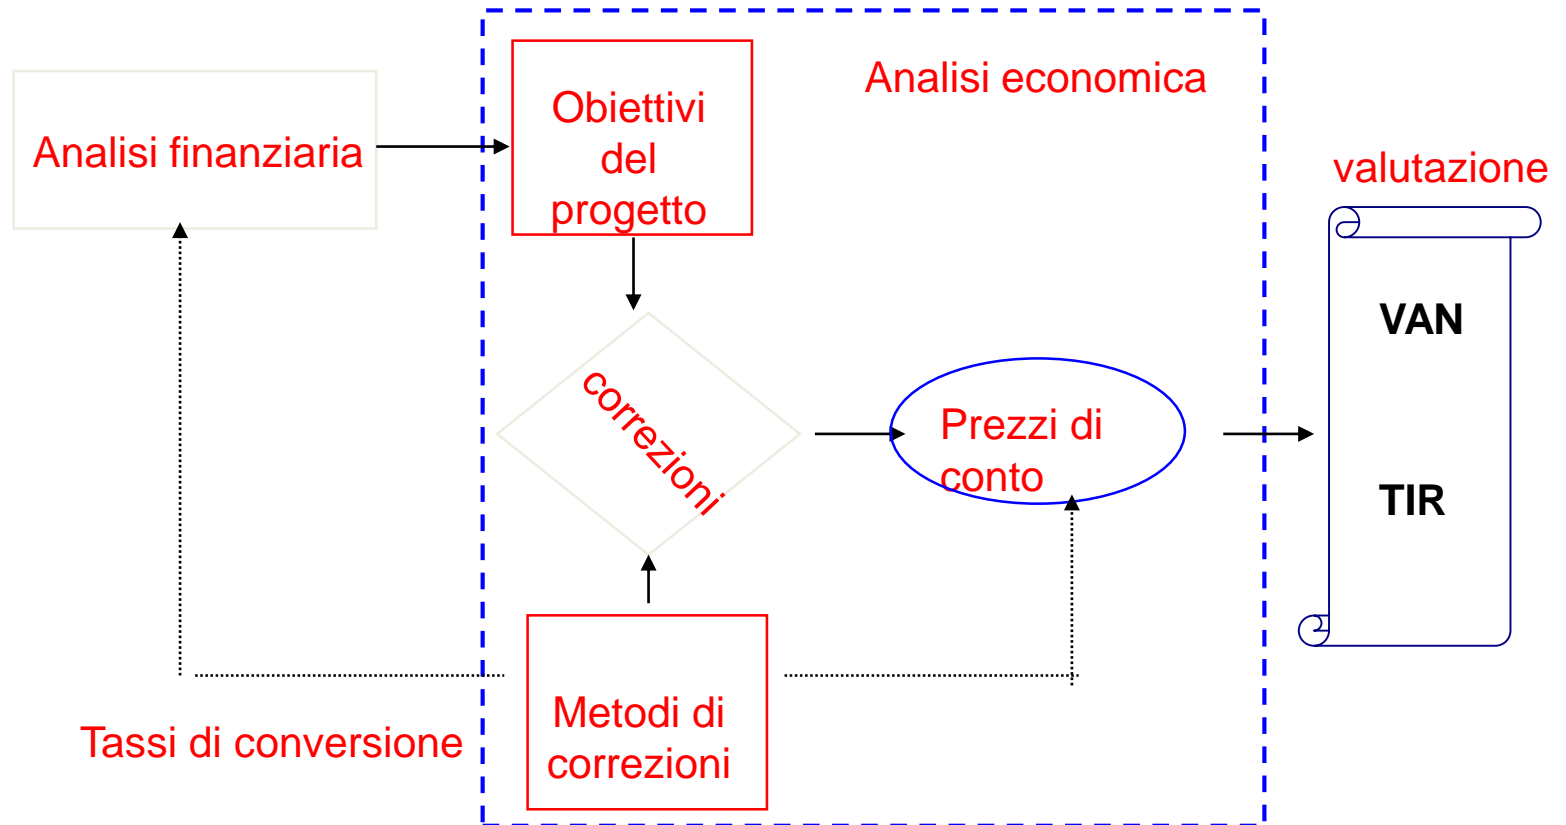 Analisi economica
Obiettivi
del
progetto
Analisi finanziaria
valutazione
VAN
correzioni
Prezzi di
conto
TIR
Metodi di
correzioni
Tassi di conversione